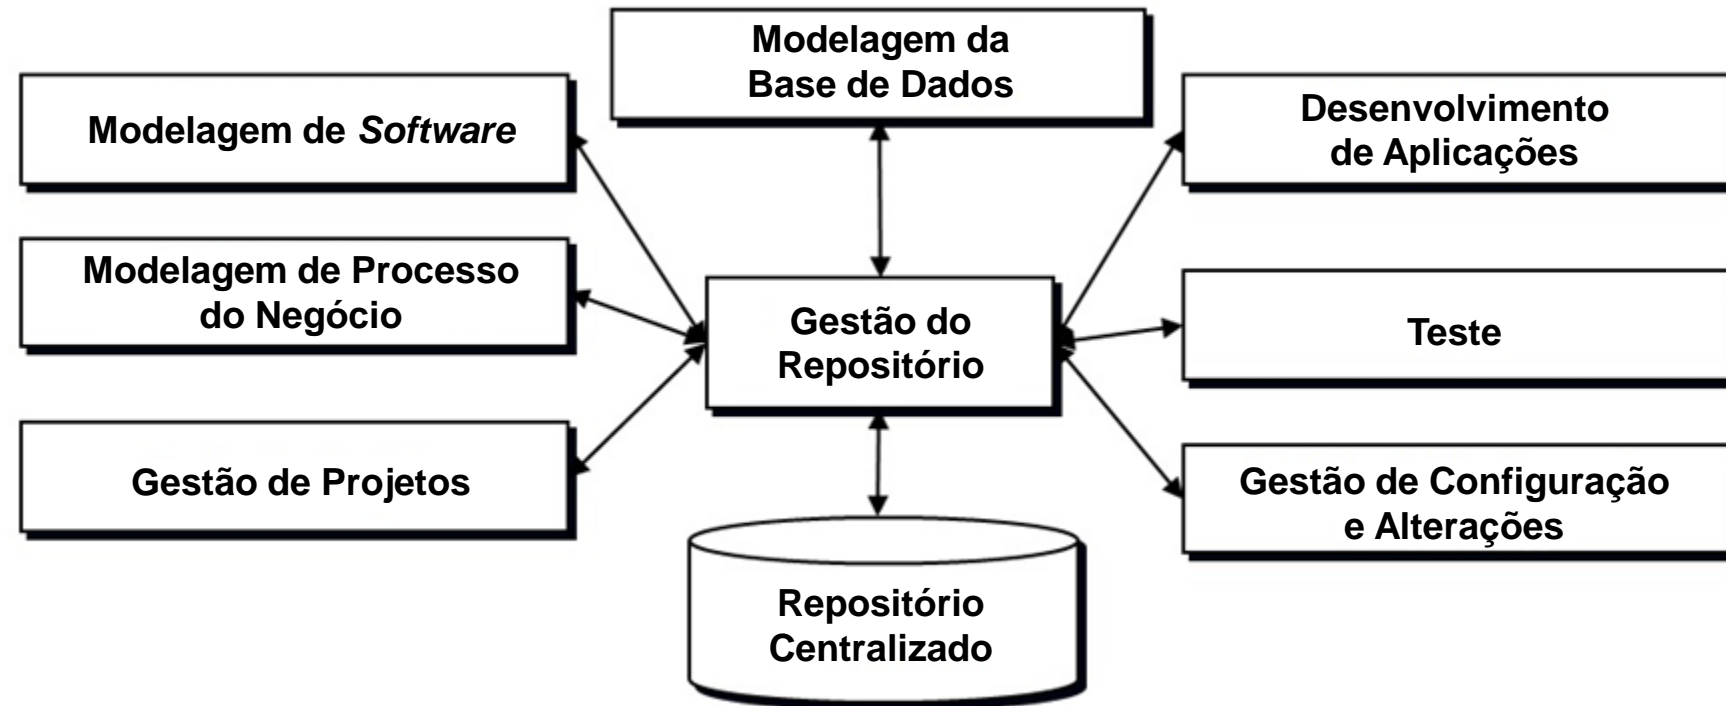 Modelagem da
Base de Dados
Modelagem de Software
Desenvolvimento
de Aplicações
Modelagem de Processo
do Negócio
Gestão do
Repositório
Teste
Gestão de Projetos
Gestão de Configuração
e Alterações
Repositório
Centralizado